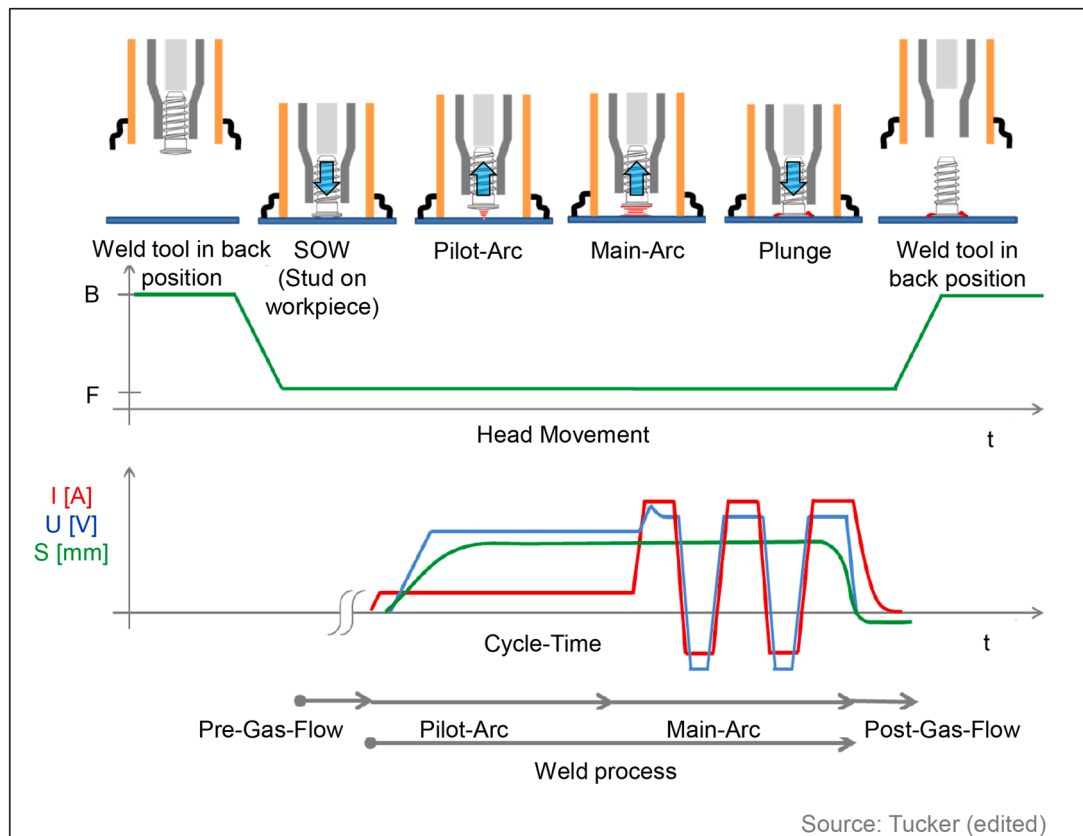 Weld tool in back
position
SOW
(Stud on
workpiece)
Pilot-Arc
Main-Arc
Plunge
Weld tool in
back position
B
F
Head Movement
t
I [A]
U [V]
S [mm]
Cycle-Time
t
Pre-Gas-Flow
Pilot-Arc
Main-Arc
Post-Gas-Flow
Weld process
Source: Tucker (edited)